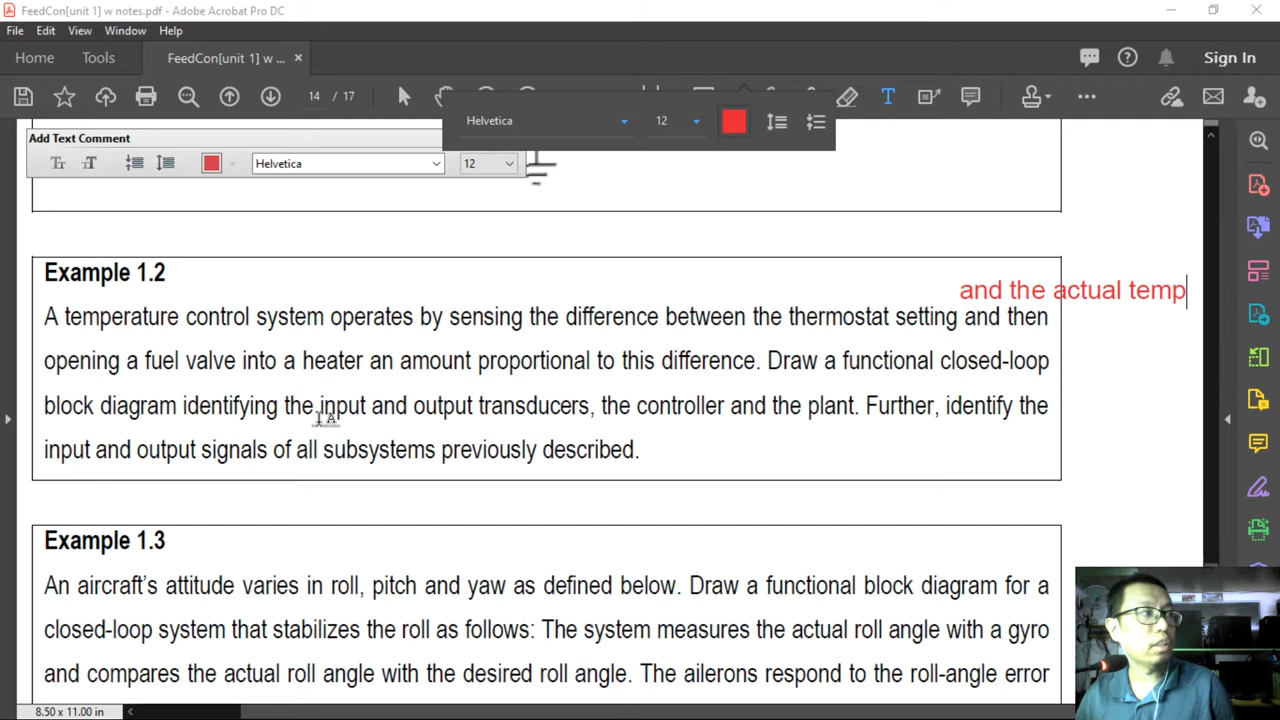 FeedCon[unit 1] w notes.pdf - Adobe Acrobat Pro DC
File Edit View Window Help
Home Tools FeedCon[unit 1] w ... ×
Sign In
14 / 17
Helvetica 12
Add Text Comment
Helvetica 12
Example 1.2
and the actual temp
A temperature control system operates by sensing the difference between the thermostat setting and then
opening a fuel valve into a heater an amount proportional to this difference. Draw a functional closed-loop
block diagram identifying the input and output transducers, the controller and the plant. Further, identify the
input and output signals of all subsystems previously described.
Example 1.3
An aircraft's attitude varies in roll, pitch and yaw as defined below. Draw a functional block diagram for a
closed-loop system that stabilizes the roll as follows: The system measures the actual roll angle with a gyro
and compares the actual roll angle with the desired roll angle. The ailerons respond to the roll-angle error
8.50 x 11.00 in